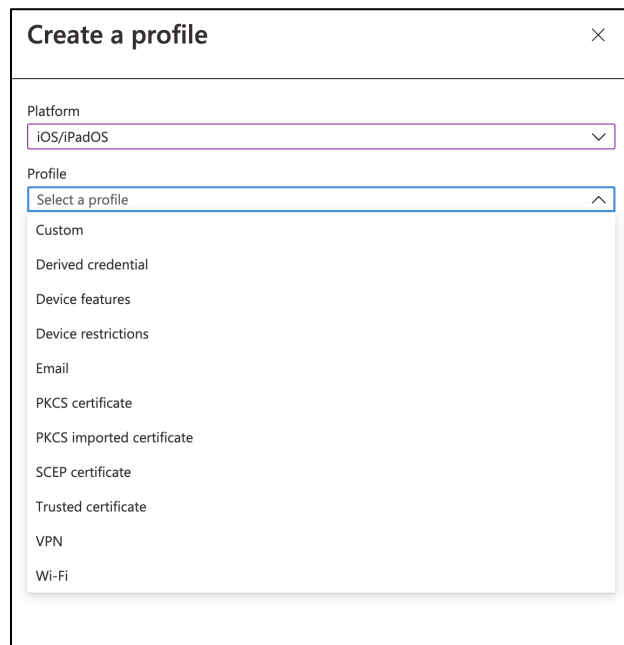 Create a profile
Platform
iOS/iPadOS
Profile
Select a profile
Custom
Derived credential
Device features
Device restrictions
Email
PKCS certificate
PKCS imported certificate
SCEP certificate
Trusted certificate
VPN
Wi-Fi